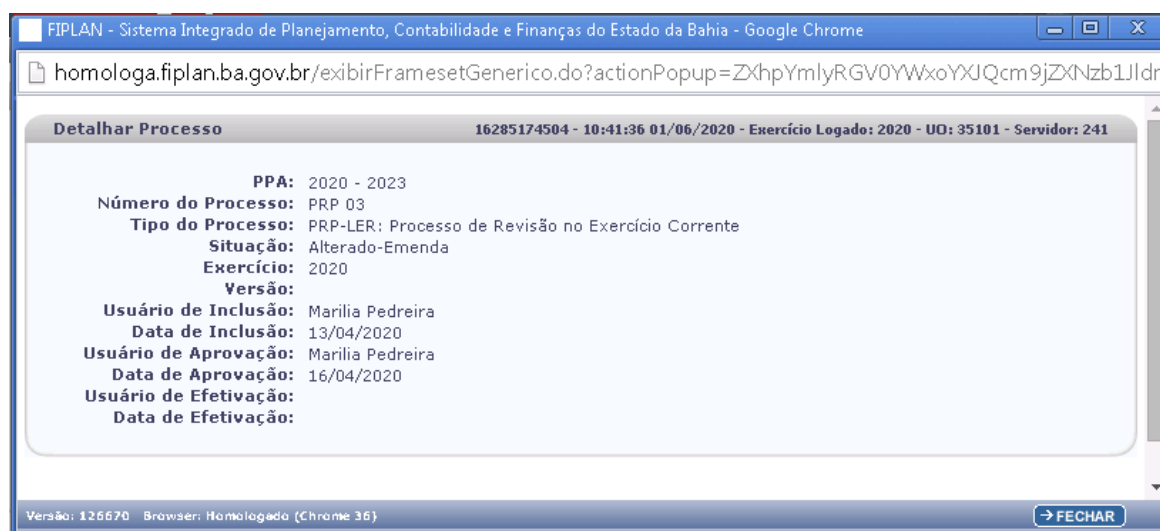 FIPLAN - Sistema Integrado de Planejamento, Contabilidade e Finanças do Estado da Bahia - Google Chrome
homologa.fiplan.ba.gov.br/exibirFramesetGenerico.do?actionPopup=
Detalhar Processo 16285174504 - 10:41:36 01/06/2020 - Exercício Logado: 2020 - UO: 35101 - Servidor: 241
PPA: 2020 - 2023
Número do Processo: PRP 03
Tipo do Processo: PRP-LER: Processo de Revisão no Exercício Corrente
Situação: Alterado-Emenda
Exercício: 2020
Versão:
Usuário de Inclusão: Marilia Pedreira
Data de Inclusão: 13/04/2020
Usuário de Aprovação: Marilia Pedreira
Data de Aprovação: 16/04/2020
Usuário de Efetivação:
Data de Efetivação:
Versão: 126670 Browser: Homologado (Chrome 36) FECHAR